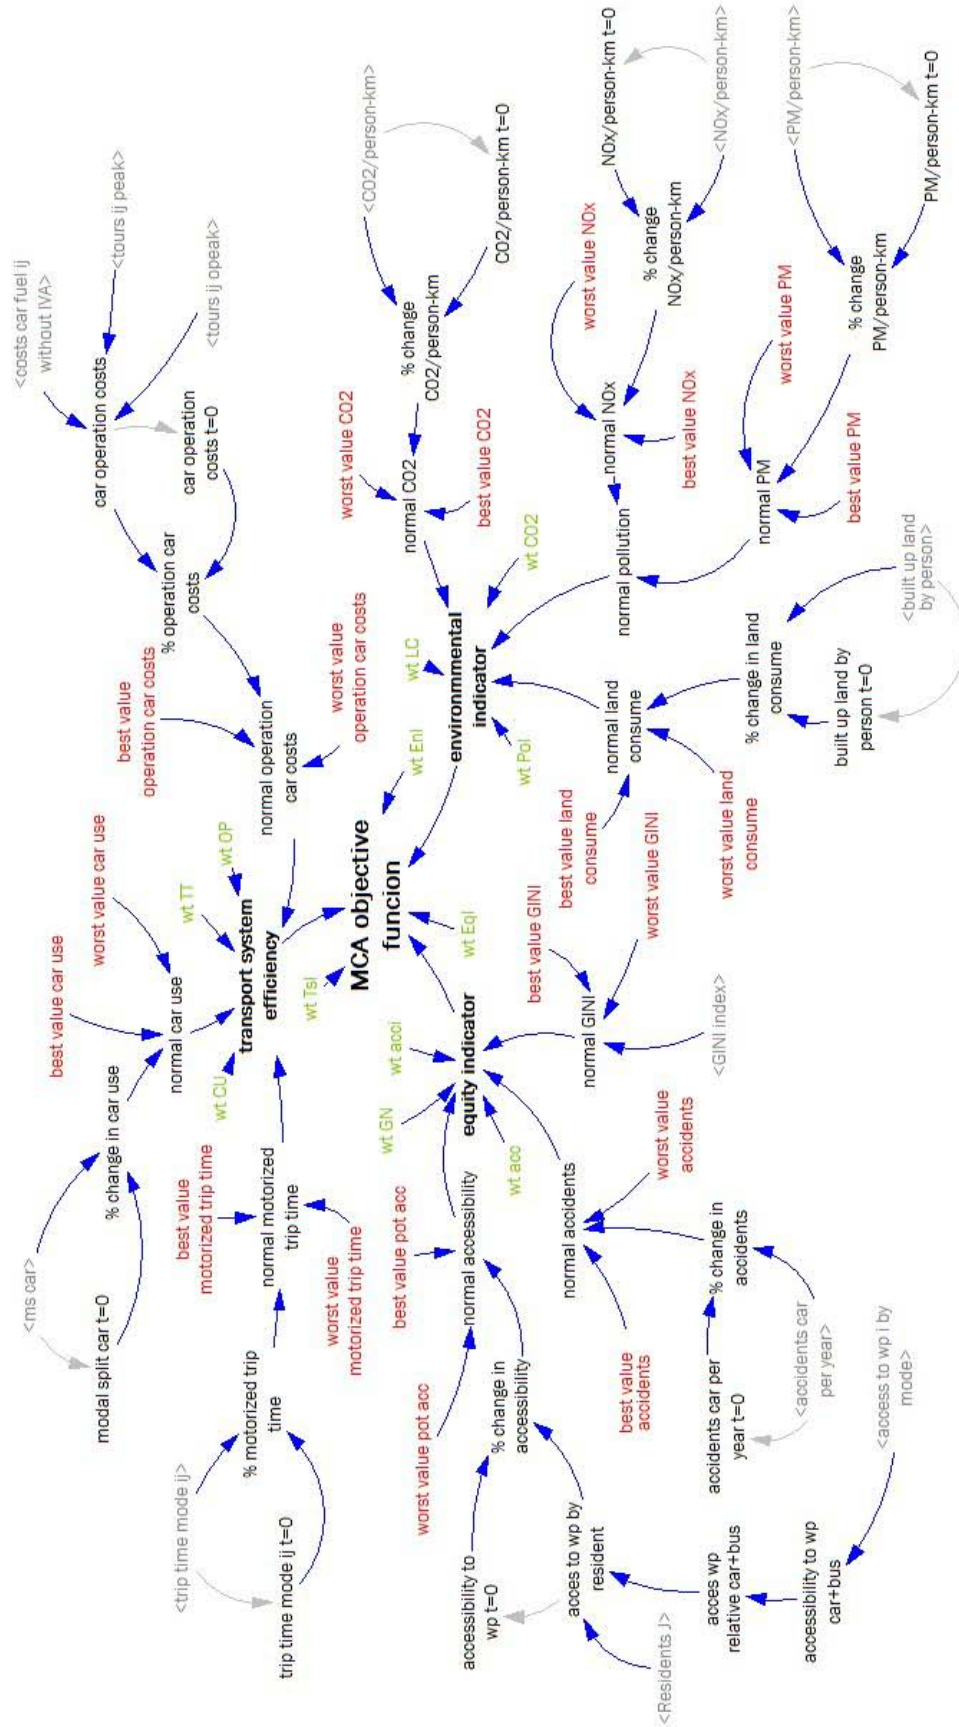 <ms car>
modal split cart t=0
% change in car use
best value car use
worst value car use
normal car use
<trip time mode ij>
trip time mode ij t=0
% motorized trip
time
best value
motorized trip time
normal motorized
trip time
worst value
motorized trip time
wt CU
wt TT
wt OP
transport system
efficiency
<costs car fuel ij
without IVA>
<tours ij peak>
<tours ij opeak>
car operation costs
car operation
costs t=0
% operation car
costs
best value
operation car costs
normal operation
car costs
worst value
operation car costs
wt TsI
MCA objective
funcion
wt EnI
wt EqI
worst value pot acc
best value pot acc
normal accessibility
% change in
accessibility
accessibility to
wp t=0
acces to wp by
resident
<Residents J>
acces wp
relative car+bus
accessibility to wp
car+bus
<access to wp i by
mode>
wt GN
wt acci
equity indicator
wt acc
normal accidents
best value
accidents
worst value
accidents
% change in
accidents
accidents car per
year t=0
<accidents car
per year>
best value GINI
normal GINI
worst value GINI
<GINI index>
wt LC
wt CO2
environmmental
indicator
wt Pol
<CO2/person-km>
CO2/person-km t=0
% change
CO2/person-km
worst value CO2
normal CO2
best value CO2
best value land
consume
normal land
consume
worst value land
consume
% change in land
consume
built up land by
person t=0
<built up land
by person>
normal pollution
normal NOx
worst value NOx
best value NOx
% change
NOx/person-km
NOx/person-km t=0
<NOx/person-km>
normal PM
worst value PM
best value PM
% change
PM/person-km
<PM/person-km>
PM/person-km t=0